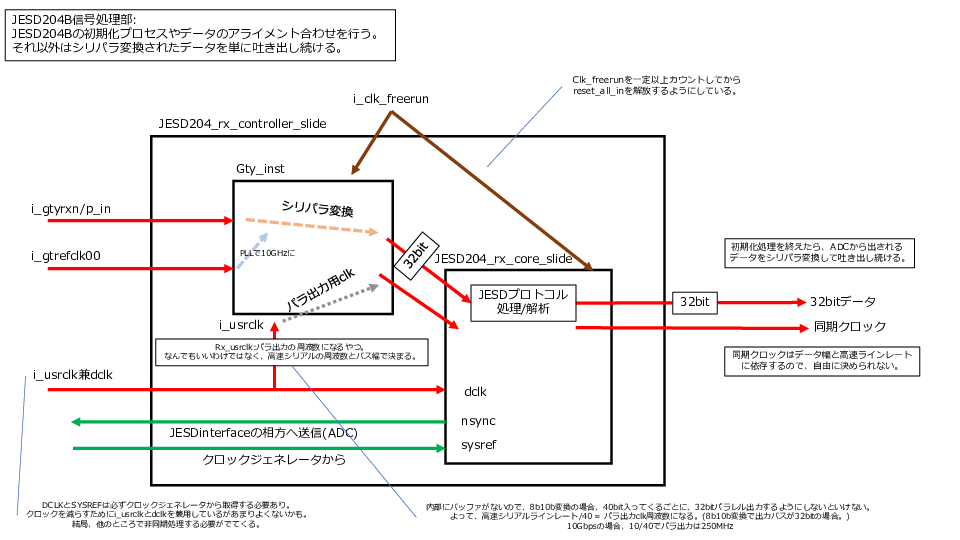 JESD204B信号処理部:
JESD204Bの初期化プロセスやデータのアライメント合わせを行う。
それ以外はシリパラ変換されたデータを単に吐き出し続ける。
Clk_freerunを一定以上カウントしてから
reset_all_inを解放するようにしている。
i_clk_freerun
JESD204_rx_controller_slide
Gty_inst
i_gtyrxn/p_in
シリパラ変換
i_gtrefclk00
PLLで10GHzに
32bit
JESD204_rx_core_slide
初期化処理を終えたら、ADCから出される
データをシリパラ変換して吐き出し続ける。
パラ出力用clk
JESDプロトコル
処理/解析
32bit
32bitデータ
i_usrclk
同期クロック
Rx_usrclk:パラ出力の周波数になるやつ。
なんでもいいわけではなく、高速シリアルの周波数とバス幅で決まる。
同期クロックはデータ幅と高速ラインレート
に依存するので、自由に決められない。
i_usrclk兼dclk
dclk
nsync
JESDinterfaceの相方へ送信(ADC)
sysref
クロックジェネレータから
DCLKとSYSREFは必ずクロックジェネレータから取得する必要あり。
クロックを減らすためにi_usrclkとdclkを兼用しているがあまりよくないかも。
結局、他のところで非同期処理する必要がでてくる。
内部にバッファがないので、8b10b変換の場合、40bit入ってくるごとに、32bitパラレル出力するようにしないといけない。
よって、高速シリアルラインレート/40 = パラ出力clk周波数になる。(8b10b変換で出力バスが32bitの場合。)
10Gbpsの場合、10/40でパラ出力は250MHz